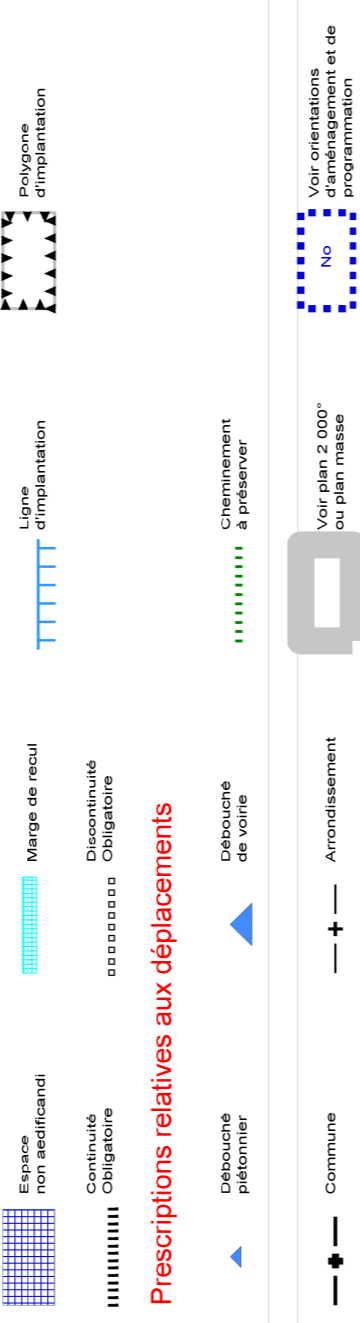 Espace
non aedificandi
Marge de recul
Ligne
d'implantation
Polygone
d'implantation
Continuité
Obligatoire
Discontinuité
Obligatoire
Prescriptions relatives aux déplacements
Débouché
piétonnier
Débouché
de voirie
Cheminement
à préserver
Commune
Arrondissement
Voir plan 2 000°
ou plan masse
No
Voir orientations
d'aménagement et de
programmation